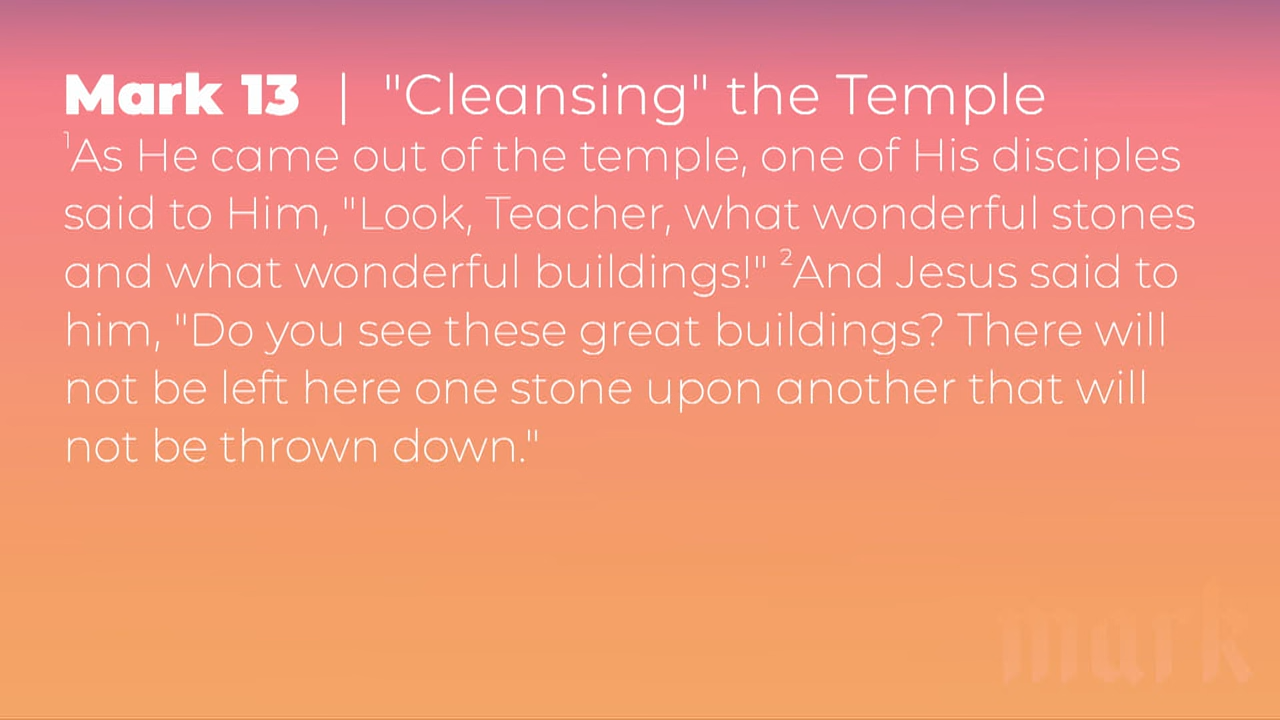 Mark 13 | "Cleansing" the Temple
¹As He came out of the temple, one of His disciples
said to Him, "Look, Teacher, what wonderful stones
and what wonderful buildings!" ²And Jesus said to
him, "Do you see these great buildings? There will
not be left here one stone upon another that will
not be thrown down."
mark